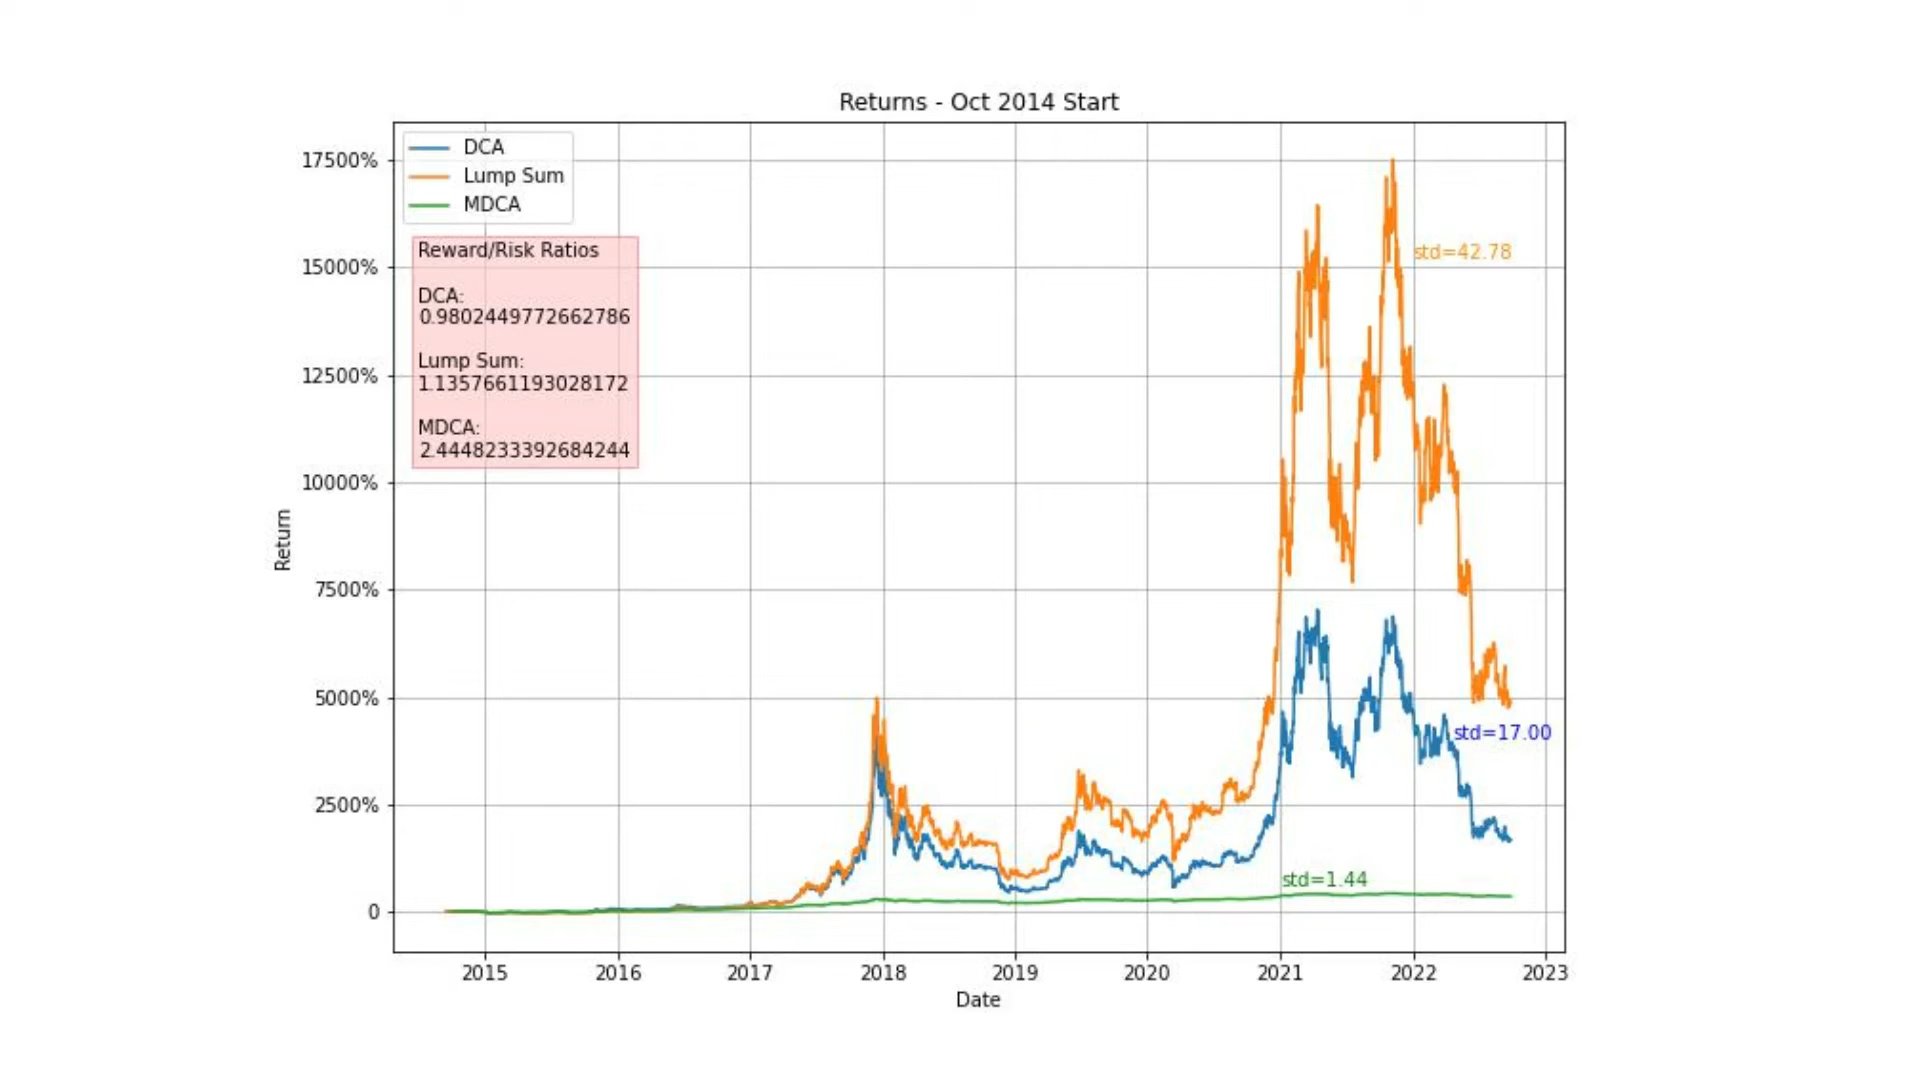 Returns - Oct 2014 Start
DCA
Lump Sum
MDCA
Reward/Risk Ratios
DCA:
0.9802449772662786
Lump Sum:
1.1357661193028172
MDCA:
2.4448233392684244
17500%
15000%
12500%
10000%
7500%
5000%
2500%
0
Return
std=42.78
std=17.00
std=1.44
2015 2016 2017 2018 2019 2020 2021 2022 2023
Date